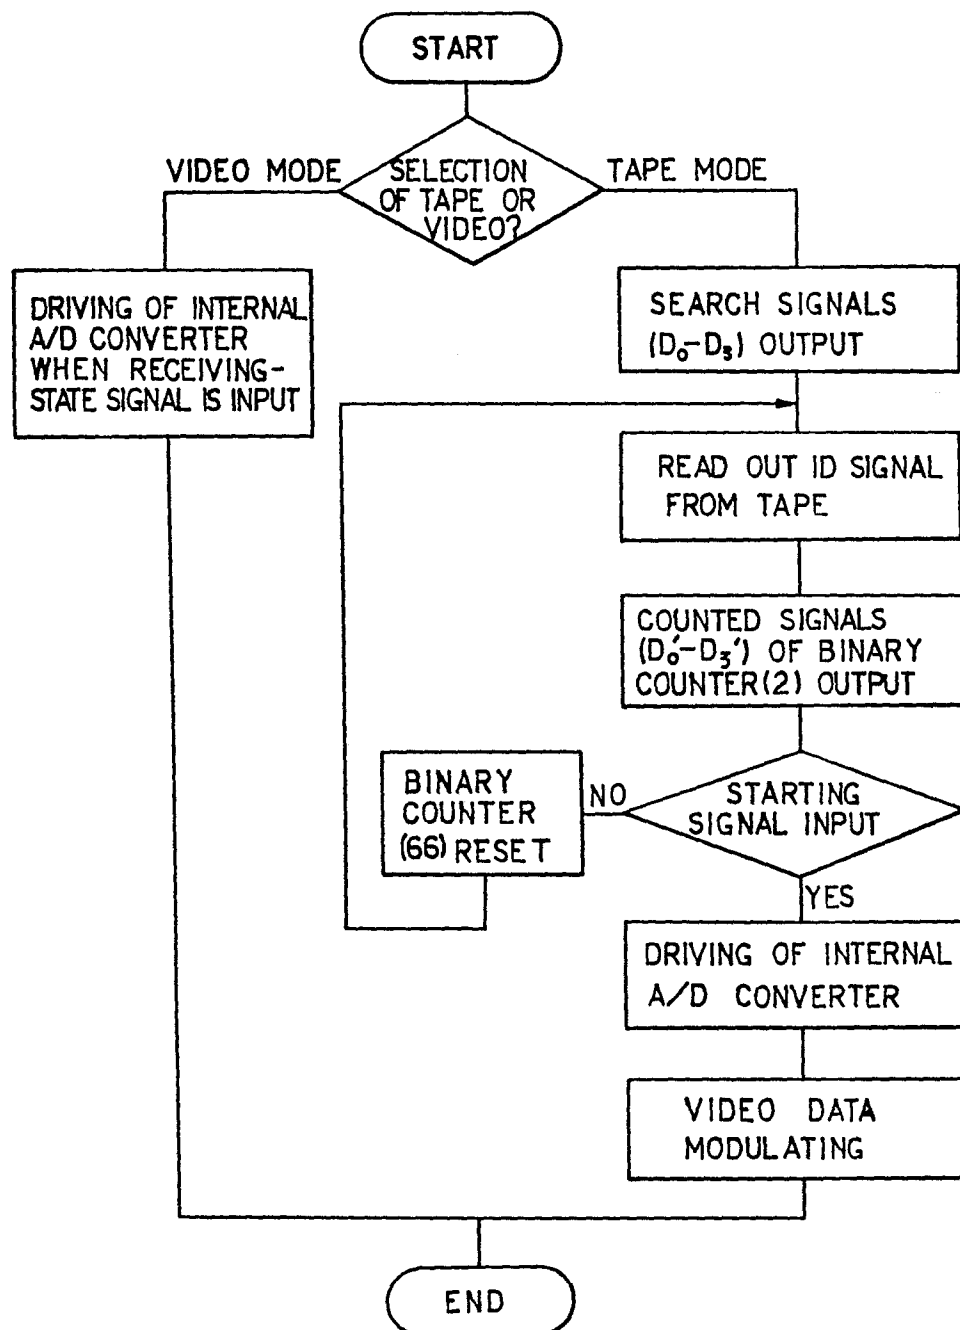 START
VIDEO MODE
SELECTION
OF TAPE OR
VIDEO?
TAPE MODE
DRIVING OF INTERNAL
A/D CONVERTER
WHEN RECEIVING-
STATE SIGNAL IS INPUT
SEARCH SIGNALS
(D₀-D₃) OUTPUT
READ OUT ID SIGNAL
FROM TAPE
COUNTED SIGNALS
(D₀'-D₃') OF BINARY
COUNTER(2) OUTPUT
BINARY
COUNTER
(66) RESET
NO
STARTING
SIGNAL INPUT
YES
DRIVING OF INTERNAL
A/D CONVERTER
VIDEO DATA
MODULATING
END